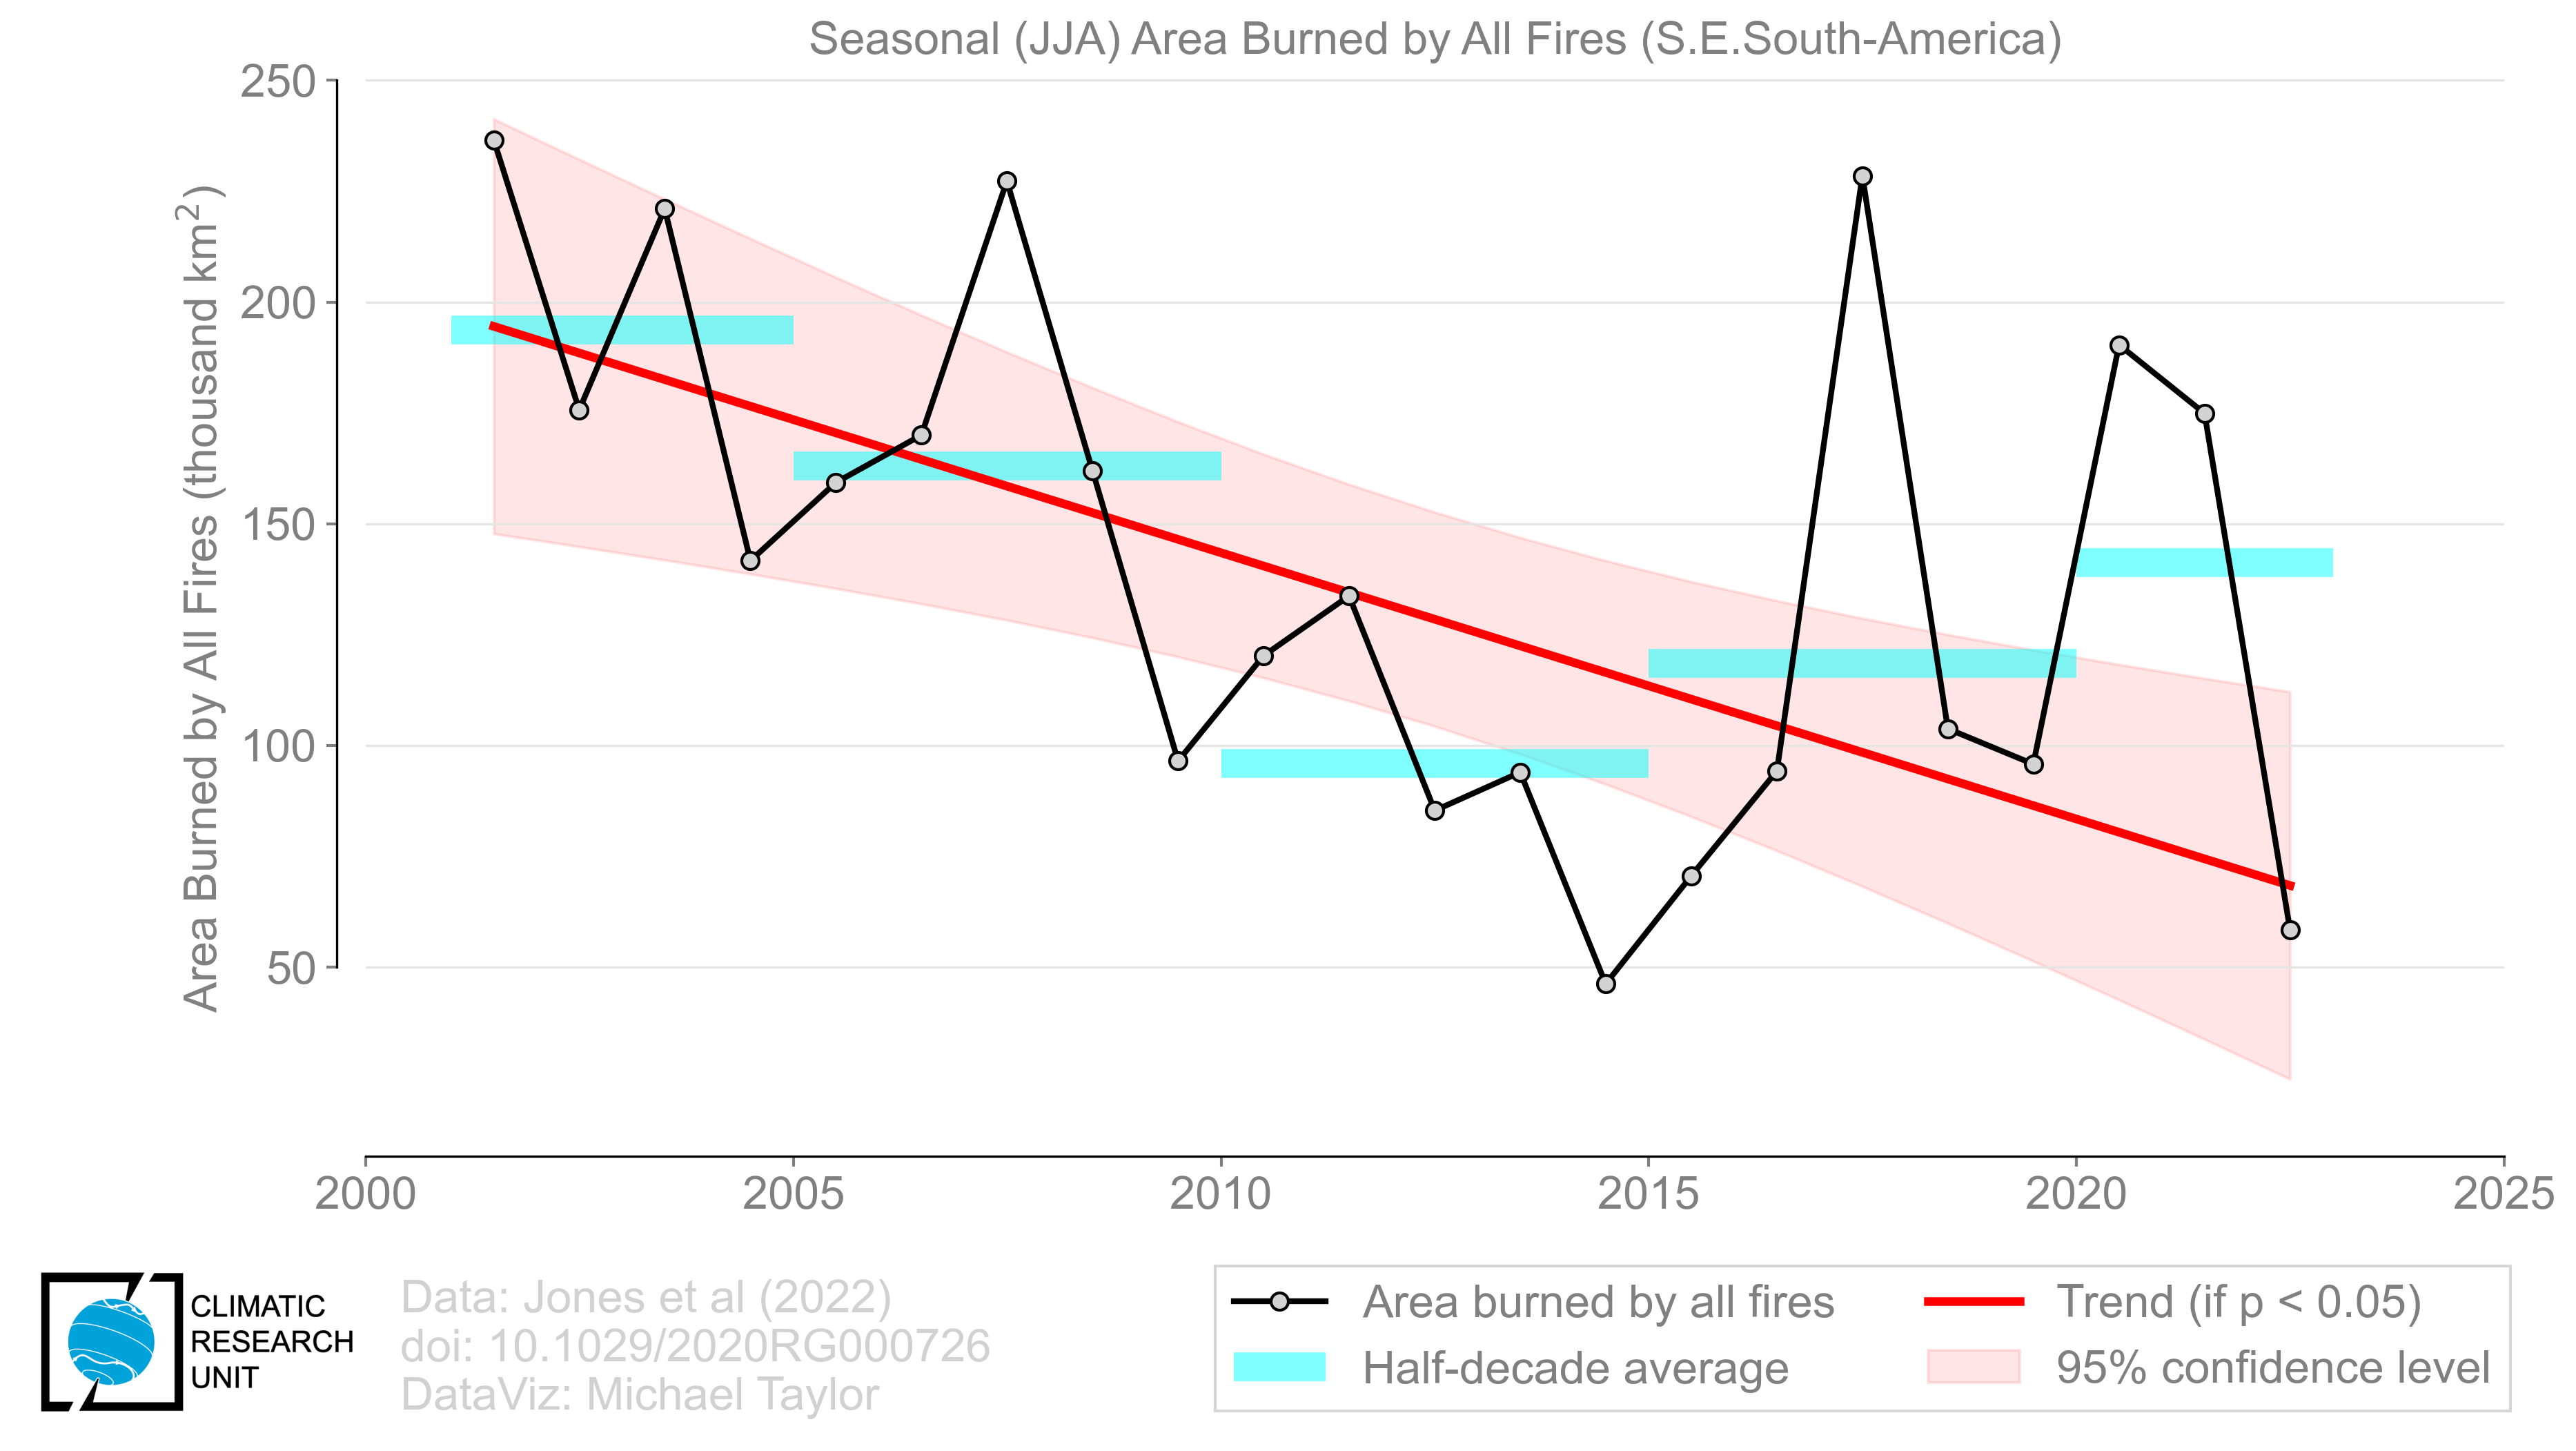 Seasonal (JJA) Area Burned by All Fires (S.E.South-America)
Area Burned by All Fires (thousand km²)
250
200
150
100
50
2000 2005 2010 2015 2020 2025
CLIMATIC
RESEARCH
UNIT
Data: Jones et al (2022)
doi: 10.1029/2020RG000726
DataViz: Michael Taylor
Area burned by all fires
Half-decade average
Trend (if p < 0.05)
95% confidence level